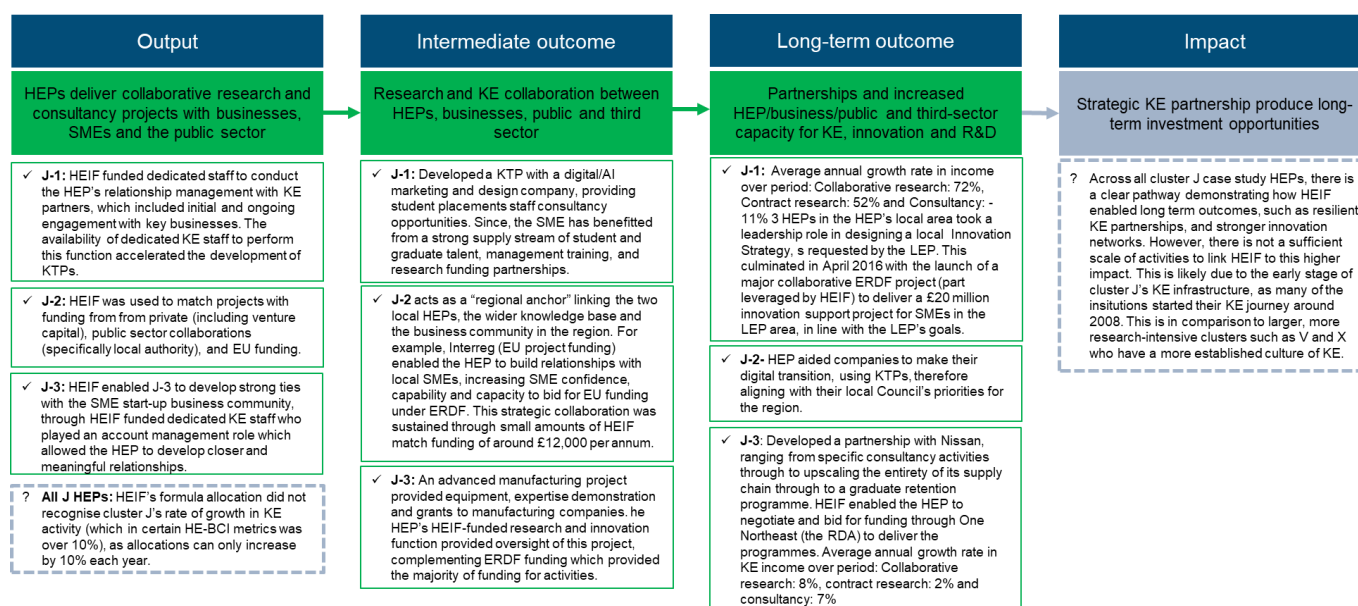 Output
HEPs deliver collaborative research and
consultancy projects with businesses,
SMEs and the public sector
✓ J-1: HEIF funded dedicated staff to conduct
the HEP's relationship management with KE
partners, which included initial and ongoing
engagement with key businesses. The
availability of dedicated KE staff to perform
this function accelerated the development of
KTPs.
✓ J-2: HEIF was used to match projects with
funding from from private (including venture
capital), public sector collaborations
(specifically local authority), and EU funding.
✓ J-3: HEIF enabled J-3 to develop strong ties
with the SME start-up business community,
through HEIF funded dedicated KE staff who
played an account management role which
allowed the HEP to develop closer and
meaningful relationships.
? All J HEPs: HEIF's formula allocation did not
recognise cluster J's rate of growth in KE
activity (which in certain HE-BCI metrics was
over 10%), as allocations can only increase
by 10% each year.
Intermediate outcome
Research and KE collaboration between
HEPs, businesses, public and third
sector
✓ J-1: Developed a KTP with a digital/AI
marketing and design company, providing
student placements staff consultancy
opportunities. Since, the SME has benefitted
from a strong supply stream of student and
graduate talent, management training, and
research funding partnerships.
✓ J-2 acts as a “regional anchor” linking the two
local HEPs, the wider knowledge base and
the business community in the region. For
example, Interreg (EU project funding)
enabled the HEP to build relationships with
local SMEs, increasing SME confidence,
capability and capacity to bid for EU funding
under ERDF. This strategic collaboration was
sustained through small amounts of HEIF
match funding of around £12,000 per annum.
✓ J-3: An advanced manufacturing project
provided equipment, expertise demonstration
and grants to manufacturing companies. he
HEP's HEIF-funded research and innovation
function provided oversight of this project,
complementing ERDF funding which provided
the majority of funding for activities.
Long-term outcome
Partnerships and increased
HEP/business/public and third-sector
capacity for KE, innovation and R&D
✓ J-1: Average annual growth rate in income
over period: Collaborative research: 72%,
Contract research: 52% and Consultancy: -
11% 3 HEPs in the HEP's local area took a
leadership role in designing a local Innovation
Strategy, s requested by the LEP. This
culminated in April 2016 with the launch of a
major collaborative ERDF project (part
leveraged by HEIF) to deliver a £20 million
innovation support project for SMEs in the
LEP area, in line with the LEP's goals.
✓ J-2- HEP aided companies to make their
digital transition, using KTPs, therefore
aligning with their local Council's priorities for
the region.
✓ J-3: Developed a partnership with Nissan,
ranging from specific consultancy activities
through to upscaling the entirety of its supply
chain through to a graduate retention
programme. HEIF enabled the HEP to
negotiate and bid for funding through One
Northeast (the RDA) to deliver the
programmes. Average annual growth rate in
KE income over period: Collaborative
research: 8%, contract research: 2% and
consultancy: 7%
Impact
Strategic KE partnership produce long-
term investment opportunities
? Across all cluster J case study HEPs, there is
a clear pathway demonstrating how HEIF
enabled long term outcomes, such as resilient
KE partnerships, and stronger innovation
networks. However, there is not a sufficient
scale of activities to link HEIF to this higher
impact. This is likely due to the early stage of
cluster J's KE infrastructure, as many of the
insitutions started their KE journey around
2008. This is in comparison to larger, more
research-intensive clusters such as V and X
who have a more established culture of KE.